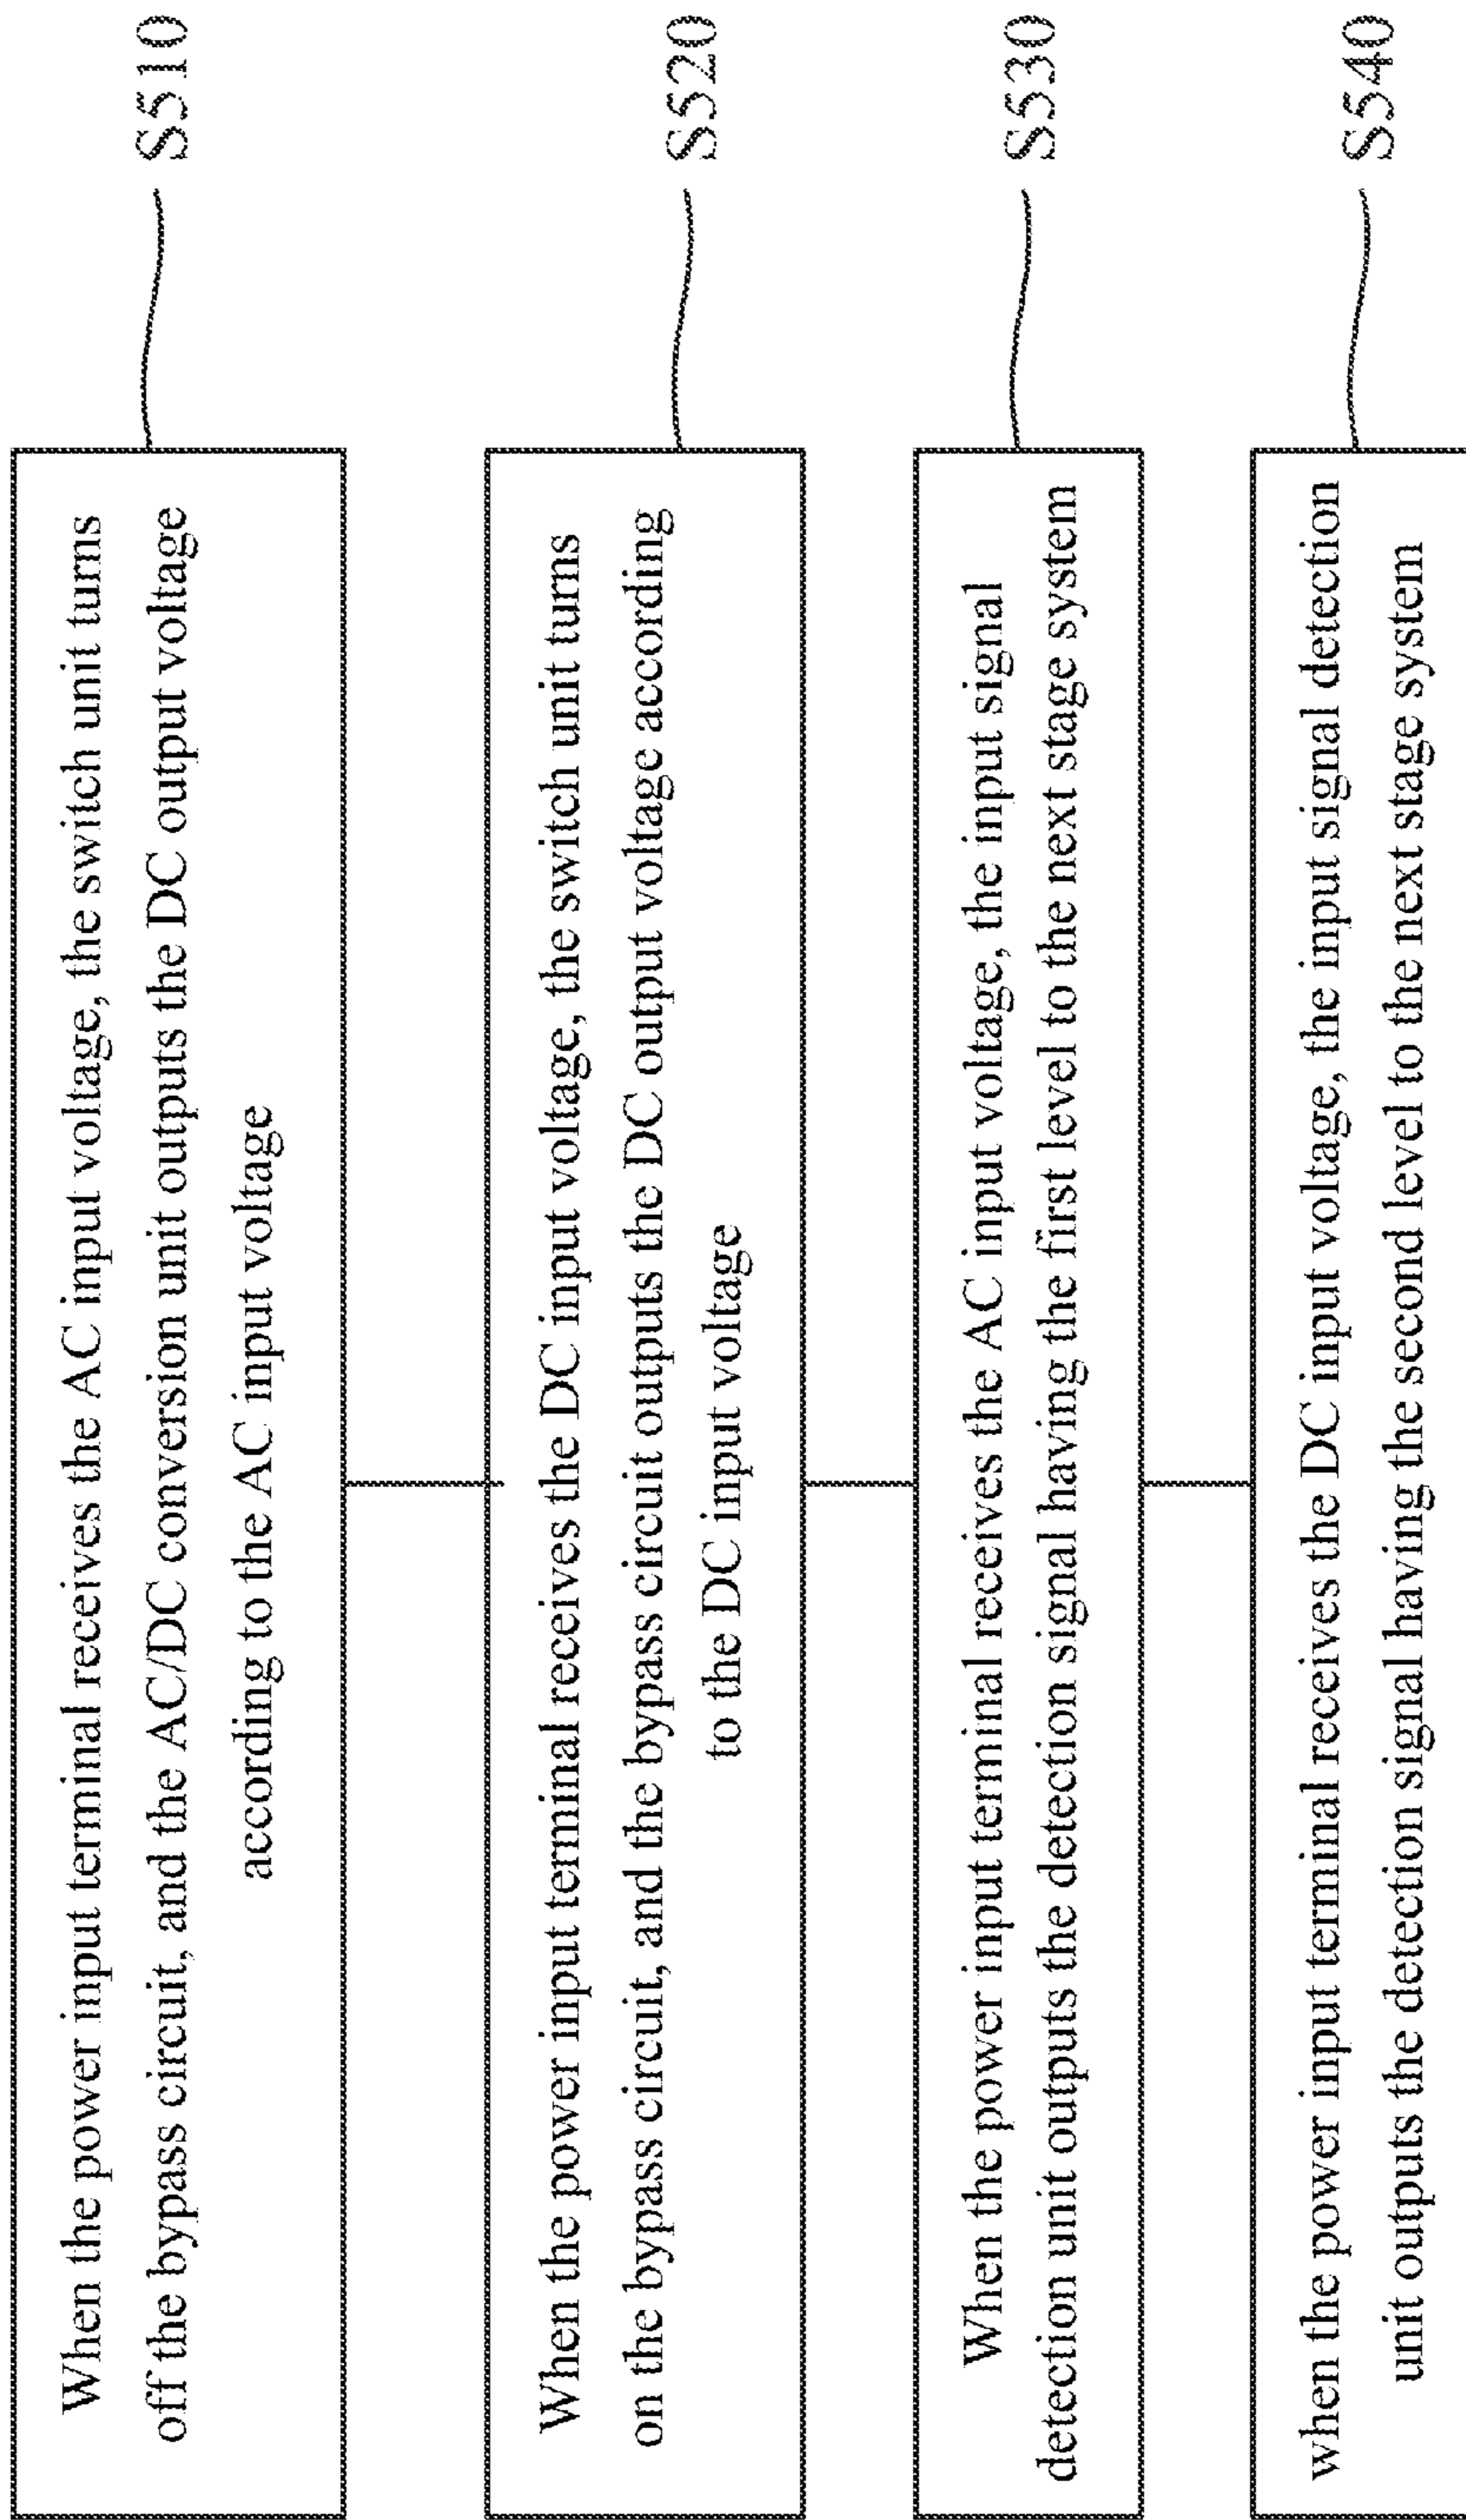 When the power input terminal receives the AC input voltage, the switch unit turns
off the bypass circuit, and the AC/DC conversion unit outputs the DC output voltage
according to the AC input voltage
S510
When the power input terminal receives the DC input voltage, the switch unit turns
on the bypass circuit, and the bypass circuit outputs the DC output voltage according
to the DC input voltage
S520
When the power input terminal receives the AC input voltage, the input signal
detection unit outputs the detection signal having the first level to the next stage system
S530
when the power input terminal receives the DC input voltage, the input signal detection
unit outputs the detection signal having the second level to the next stage system
S540